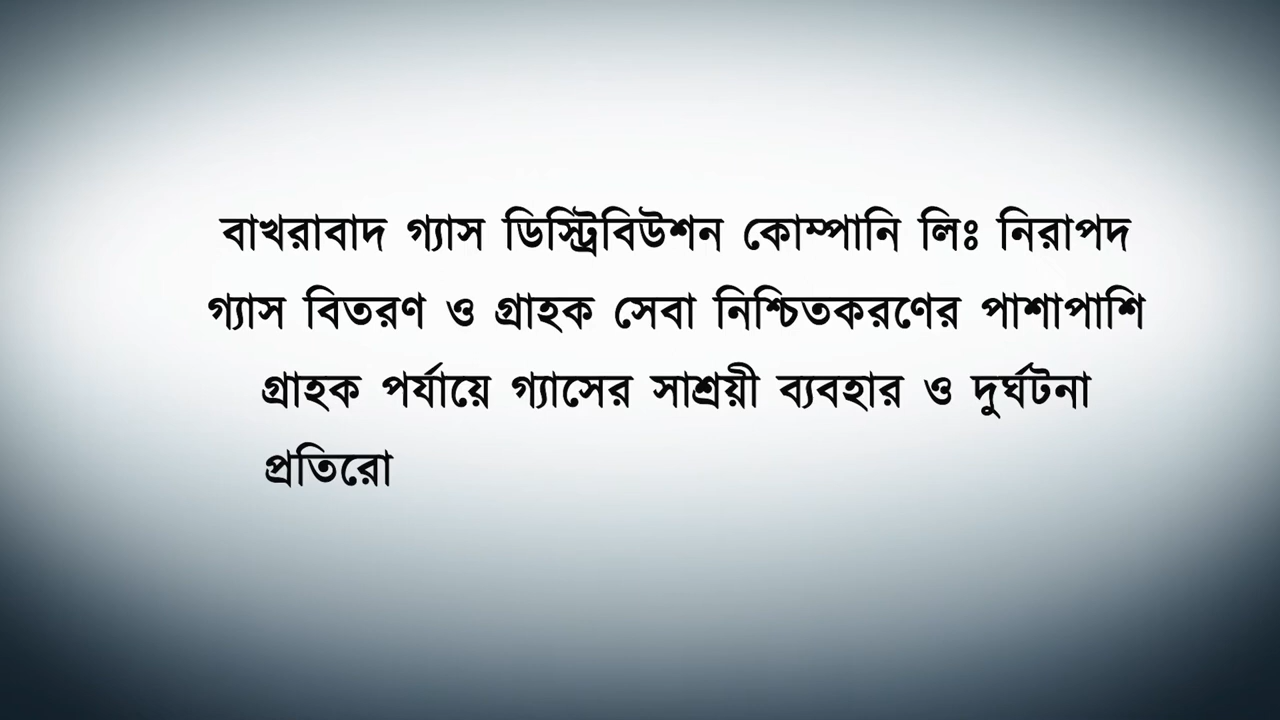 বাখরাবাদ গ্যাস ডিস্ট্রিবিউশন কোম্পানি লিঃ নিরাপদ
গ্যাস বিতরণ ও গ্রাহক সেবা নিশ্চিতকরণের পাশাপাশি
গ্রাহক পর্যায়ে গ্যাসের সাশ্রয়ী ব্যবহার ও দুর্ঘটনা
প্রতিরো